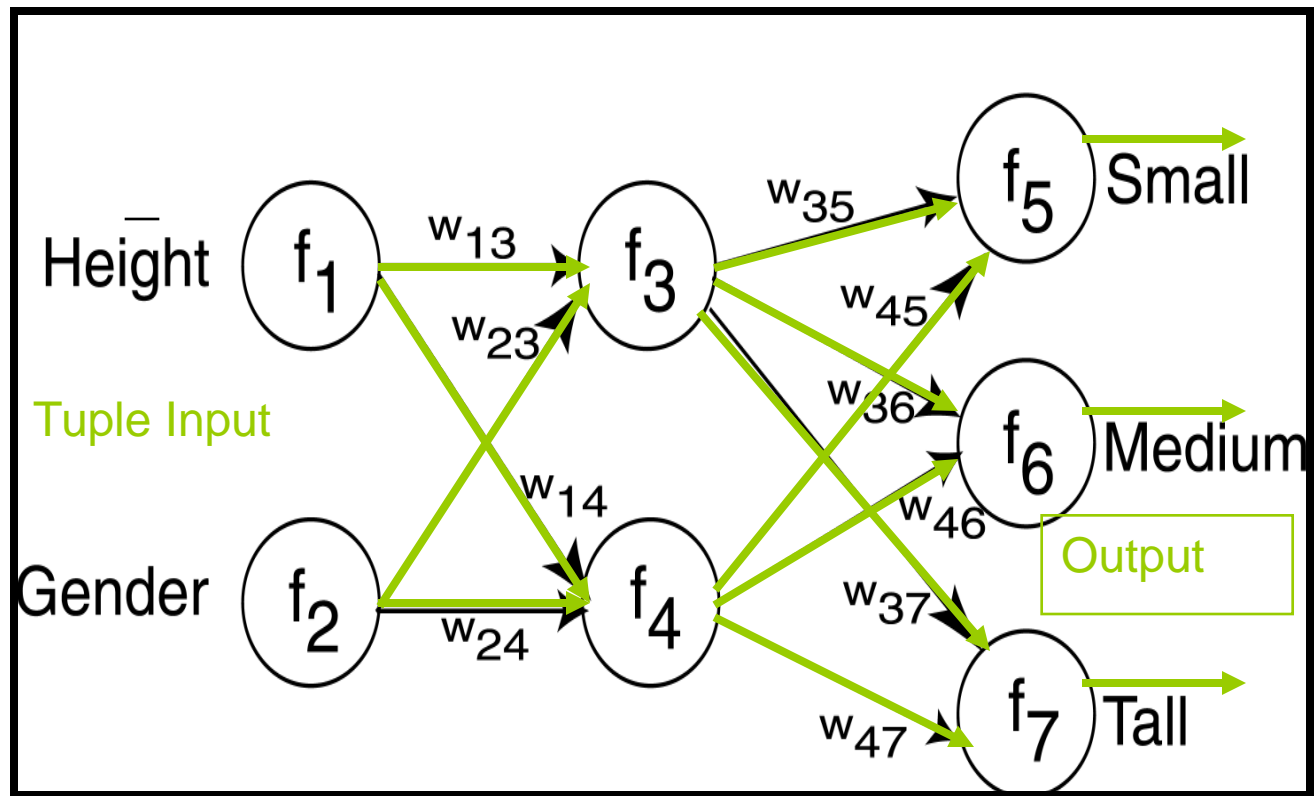 Height
f1
w13
f3
w35
f5
Small
w23
w45
Tuple Input
w36
f6
Medium
w14
w46
Output
Gender
f2
w24
f4
w37
w47
f7
Tall